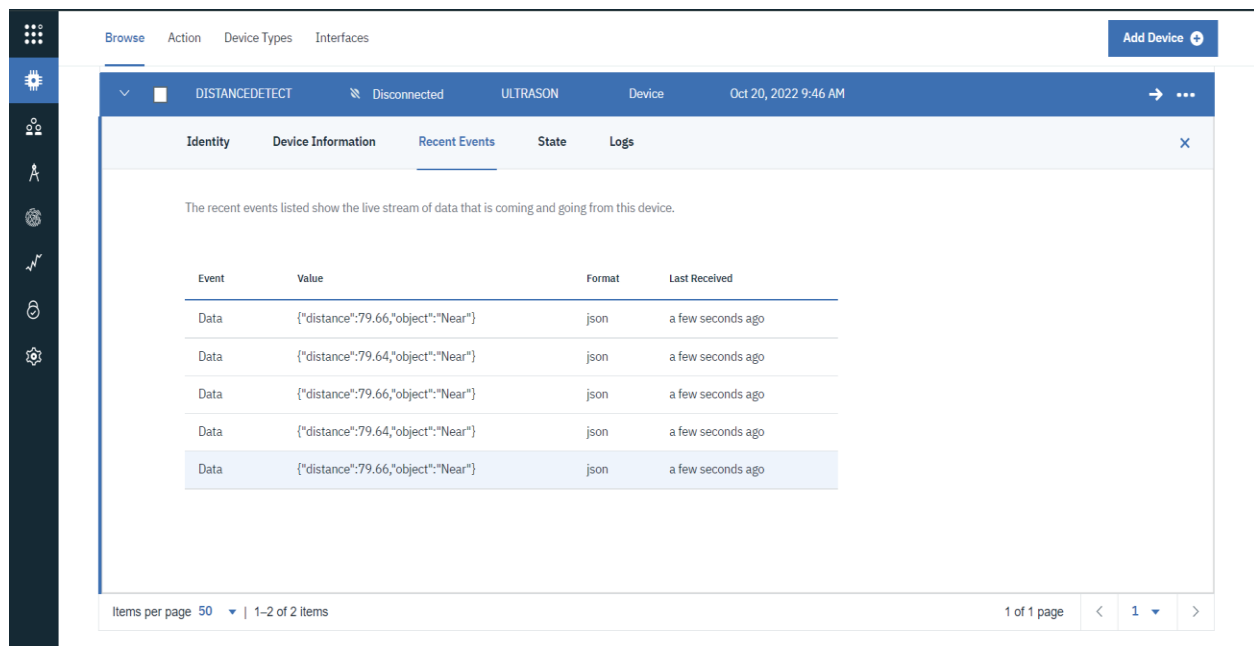 Browse Action Device Types Interfaces Add Device
DISTANCEDETECT Disconnected ULTRASON Device Oct 20, 2022 9:46 AM
Identity Device Information Recent Events State Logs
The recent events listed show the live stream of data that is coming and going from this device.
Event Value Format Last Received
Data {"distance":79.66,"object":"Near"} json a few seconds ago
Data {"distance":79.64,"object":"Near"} json a few seconds ago
Data {"distance":79.66,"object":"Near"} json a few seconds ago
Data {"distance":79.64,"object":"Near"} json a few seconds ago
Data {"distance":79.66,"object":"Near"} json a few seconds ago
Items per page 50 | 1–2 of 2 items 1 of 1 page 1